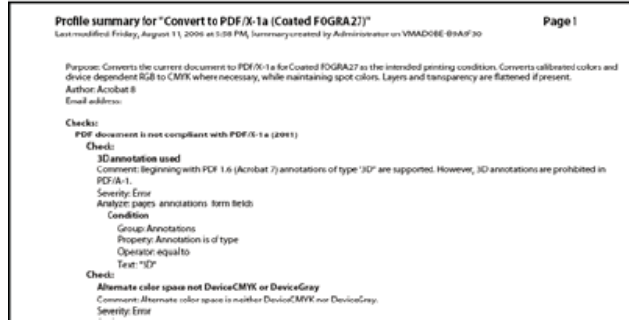 Profile summary for "Convert to PDF/X-1a (Coated FOGRA27)" Page 1
Last modified: Friday, August 11, 2006 at 5:58 PM, Summary created by Administrator on
Purpose: Converts the current document to PDF/X-1a for Coated FOGRA27 as the intended printing condition. Converts calibrated colors and
device dependent RGB to CMYK where necessary, while maintaining spot colors. Layers and transparency are flattened if present.
Author: Acrobat 8
Email address:
Checks:
PDF document is not compliant with PDF/X-1a (2001)
Check:
3D annotation used
Comment: Beginning with PDF 1.6 (Acrobat 7) annotations of type "3D" are supported. However, 3D annotations are prohibited in
PDF/A-1.
Severity: Error
Analyze: pages annotations form fields
Condition
Group: Annotations
Property: Annotation is of type
Operator: equal to
Text: "3D"
Check:
Alternate color space not DeviceCMYK or DeviceGray
Comment: Alternate color space is neither DeviceCMYK nor DeviceGray.
Severity: Error